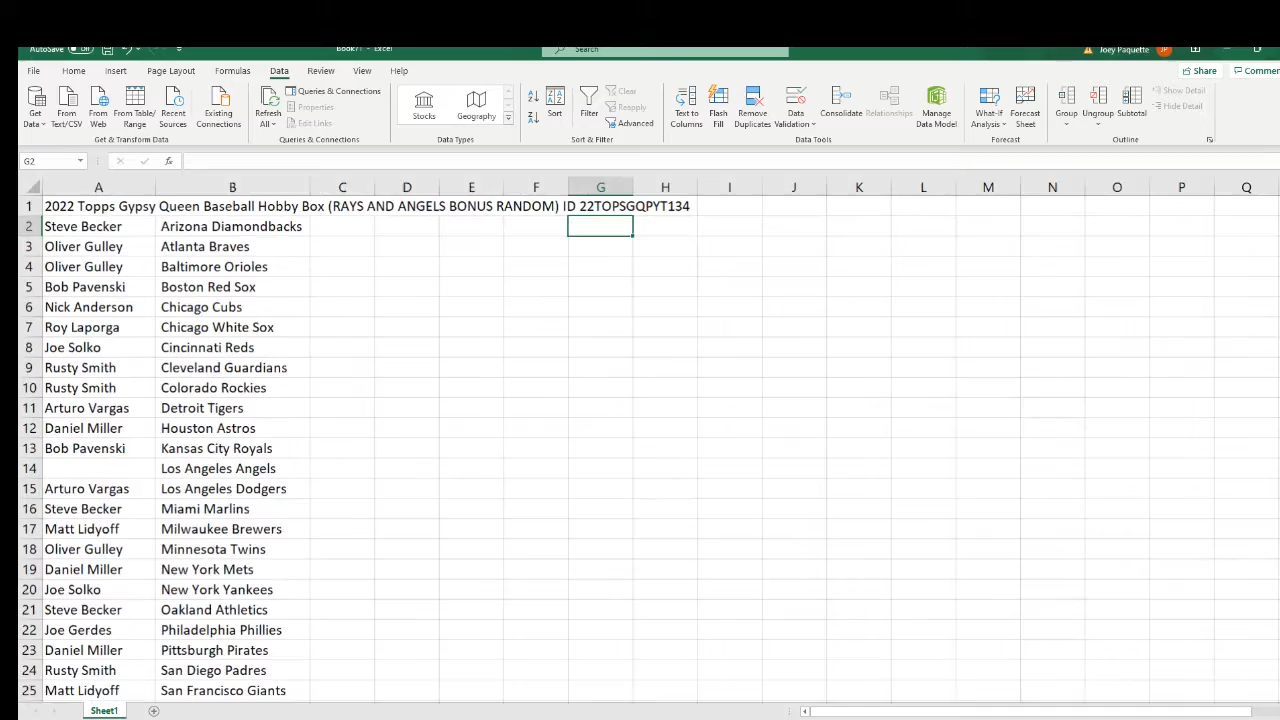 AutoSave Off Book7 - Excel Search Joey Paquette JP
File Home Insert Page Layout Formulas Data Review View Help Share Commen
Get Data From Text/CSV From Web From Table/ Range Recent Sources Existing Connections Refresh All Queries & Connections Properties Edit Links Stocks Geography Sort Filter Clear Reapply Advanced Text to Columns Flash Fill Remove Duplicates Data Validation Consolidate Relationships Manage Data Model What-If Analysis Forecast Sheet Group Ungroup Subtotal Show Detail Hide Detail
Get & Transform Data Queries & Connections Data Types Sort & Filter Data Tools Forecast Outline
G2 fx
A B C D E F G H I J K L M N O P Q
1 2022 Topps Gypsy Queen Baseball Hobby Box (RAYS AND ANGELS BONUS RANDOM) ID 22TOPSGQPYT134
2 Steve Becker Arizona Diamondbacks
3 Oliver Gulley Atlanta Braves
4 Oliver Gulley Baltimore Orioles
5 Bob Pavenski Boston Red Sox
6 Nick Anderson Chicago Cubs
7 Roy Laporga Chicago White Sox
8 Joe Solko Cincinnati Reds
9 Rusty Smith Cleveland Guardians
10 Rusty Smith Colorado Rockies
11 Arturo Vargas Detroit Tigers
12 Daniel Miller Houston Astros
13 Bob Pavenski Kansas City Royals
14 Los Angeles Angels
15 Arturo Vargas Los Angeles Dodgers
16 Steve Becker Miami Marlins
17 Matt Lidyoff Milwaukee Brewers
18 Oliver Gulley Minnesota Twins
19 Daniel Miller New York Mets
20 Joe Solko New York Yankees
21 Steve Becker Oakland Athletics
22 Joe Gerdes Philadelphia Phillies
23 Daniel Miller Pittsburgh Pirates
24 Rusty Smith San Diego Padres
25 Matt Lidyoff San Francisco Giants
Sheet1